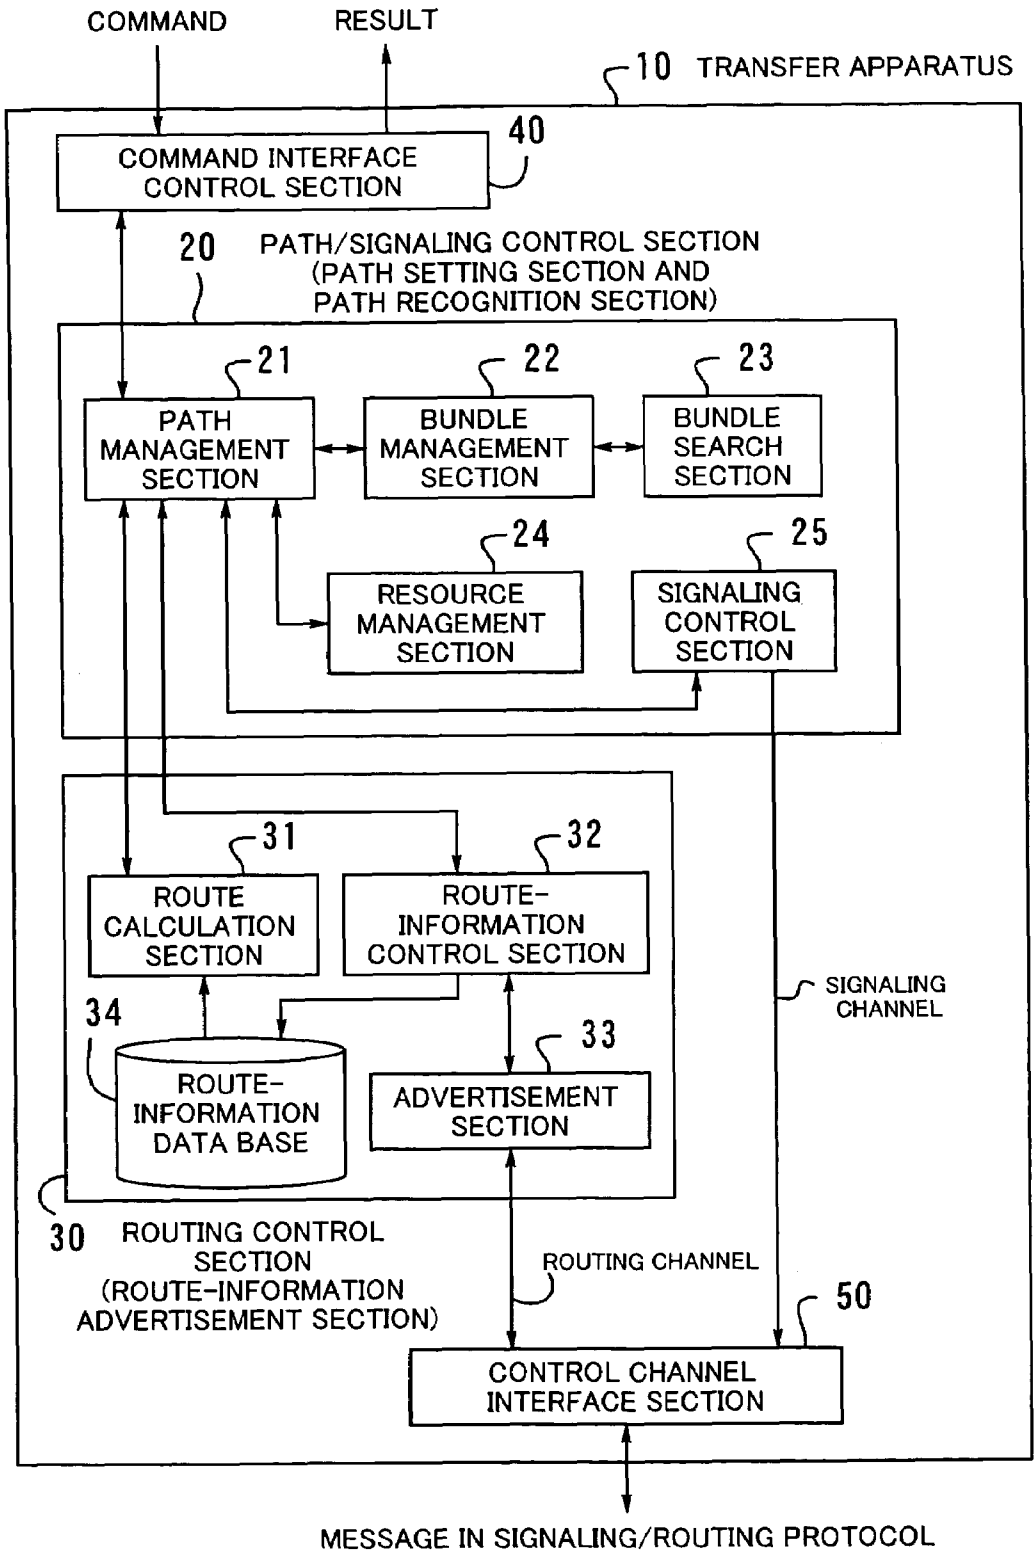 COMMAND
RESULT
10 TRANSFER APPARATUS
COMMAND INTERFACE
CONTROL SECTION
40
20
PATH/SIGNALING CONTROL SECTION
(PATH SETTING SECTION AND
PATH RECOGNITION SECTION)
21
22
23
PATH
MANAGEMENT
SECTION
BUNDLE
MANAGEMENT
SECTION
BUNDLE
SEARCH
SECTION
24
25
RESOURCE
MANAGEMENT
SECTION
SIGNALING
CONTROL
SECTION
31
32
ROUTE
CALCULATION
SECTION
ROUTE-
INFORMATION
CONTROL SECTION
SIGNALING
CHANNEL
34
33
ROUTE-
INFORMATION
DATA BASE
ADVERTISEMENT
SECTION
30
ROUTING CONTROL
SECTION
(ROUTE-INFORMATION
ADVERTISEMENT SECTION)
ROUTING CHANNEL
50
CONTROL CHANNEL
INTERFACE SECTION
MESSAGE IN SIGNALING/ROUTING PROTOCOL